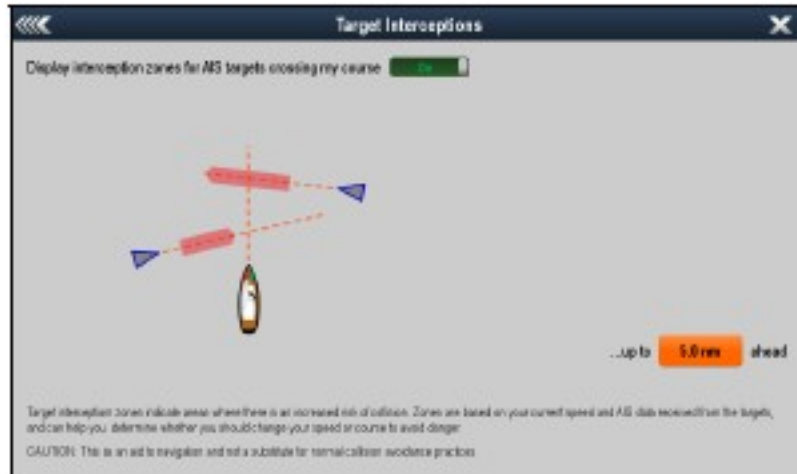 Target Interceptions
Display interception zones for AIS targets crossing my course On
...up to 5.0 nm ahead
Target interception zones indicate areas where there is an increased risk of collision. Zones are based on your current speed and AIS data received from the targets,
and can help you determine whether you should change your speed or course to avoid danger.
CAUTION: This is an aid to navigation and not a substitute for normal collision avoidance practices.